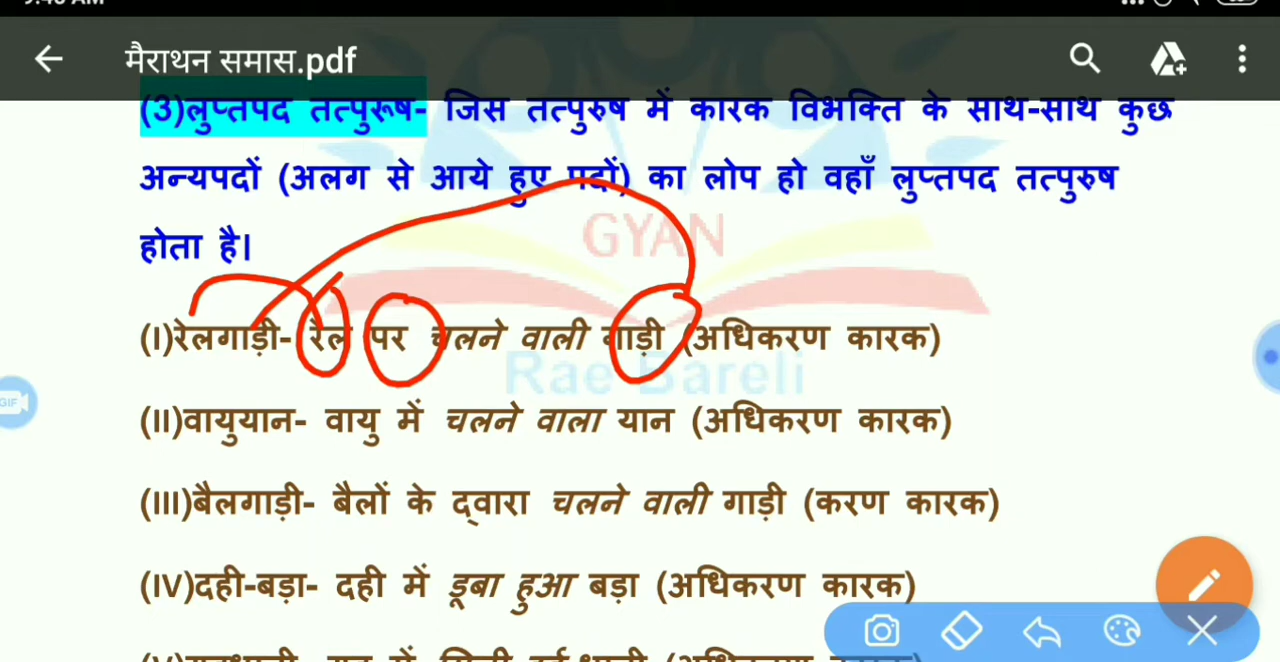 मैराथन समास.pdf
(3)लुप्तपद तत्पुरूष- जिस तत्पुरुष में कारक विभक्ति के साथ-साथ कुछ
अन्यपदों (अलग से आये हुए पदों) का लोप हो वहाँ लुप्तपद तत्पुरुष
होता है।
GYAN
(I)रेलगाड़ी- रेल पर चलने वाली गाड़ी (अधिकरण कारक)
Rae Bareli
(II)वायुयान- वायु में चलने वाला यान (अधिकरण कारक)
(III)बैलगाड़ी- बैलों के द्वारा चलने वाली गाड़ी (करण कारक)
GIF
(IV)दही-बड़ा- दही में डूबा हुआ बड़ा (अधिकरण कारक)